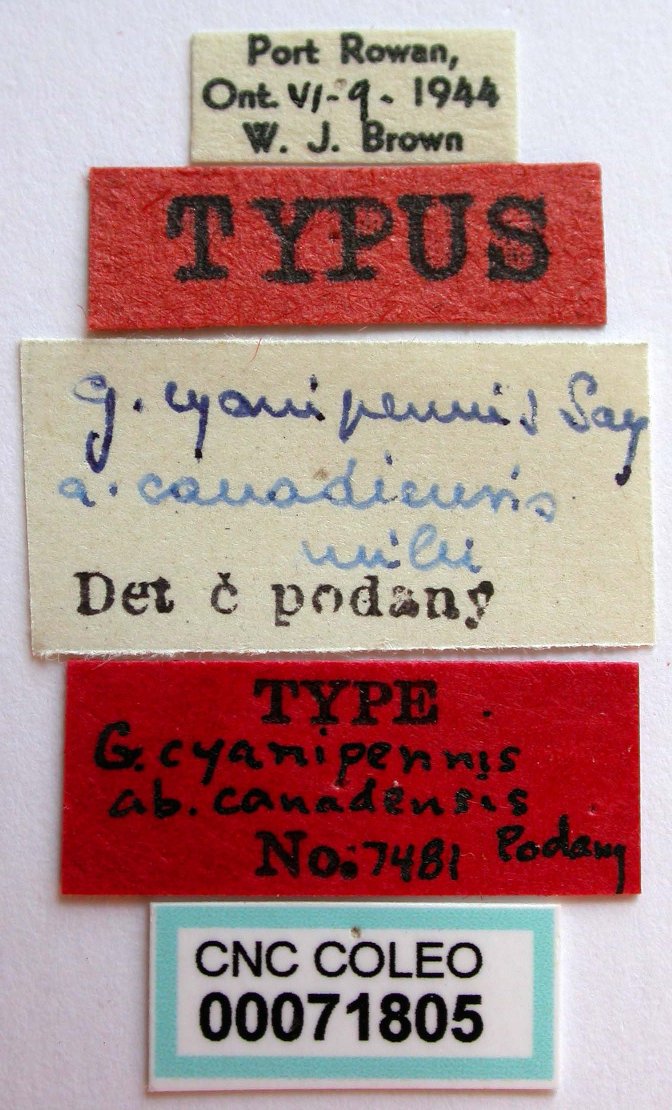 Port Rowan,
Ont. VI-9-1944
W. J. Brown
TYPUS
G. cyanipennis Say
a. canadiensis
mihi
Det č podany
TYPE
G. cyanipennis
ab. canadensis
No. 7481 Podany
CNC COLEO
00071805